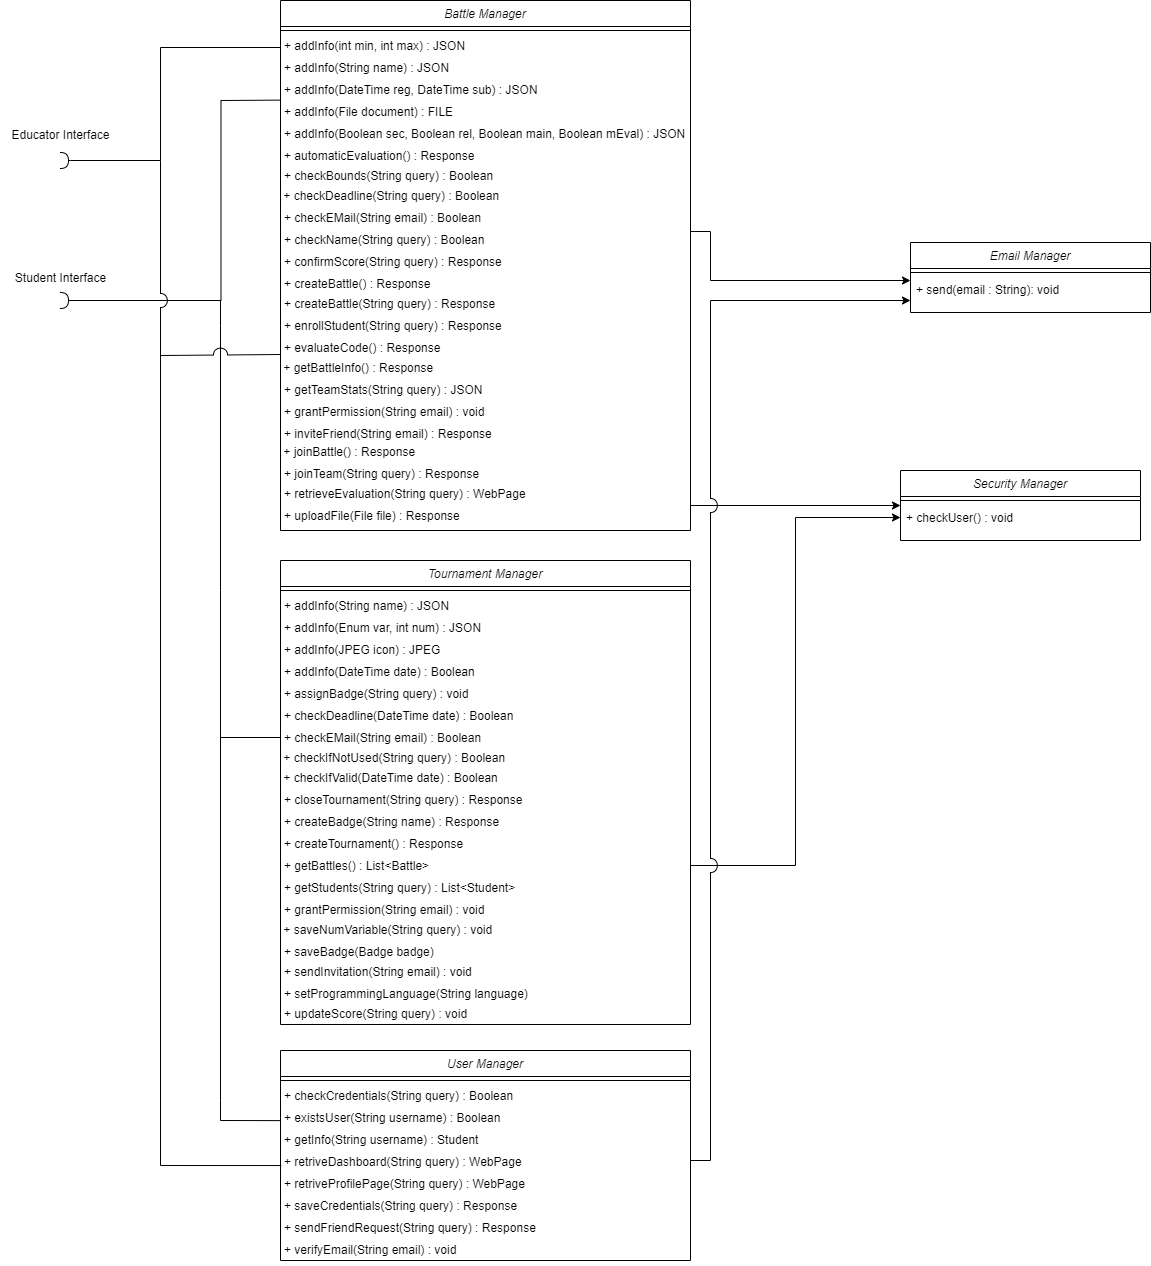 Battle Manager
+ addInfo(int min, int max) : JSON
+ addInfo(String name) : JSON
+ addInfo(DateTime reg, DateTime sub) : JSON
+ addInfo(File document) : FILE
+ addInfo(Boolean sec, Boolean rel, Boolean main, Boolean mEval) : JSON
+ automaticEvaluation() : Response
+ checkBounds(String query) : Boolean
+ checkDeadline(String query) : Boolean
+ checkEMail(String email) : Boolean
+ checkName(String query) : Boolean
+ confirmScore(String query) : Response
+ createBattle() : Response
+ createBattle(String query) : Response
+ enrollStudent(String query) : Response
+ evaluateCode() : Response
+ getBattleInfo() : Response
+ getTeamStats(String query) : JSON
+ grantPermission(String email) : void
+ inviteFriend(String email) : Response
+ joinBattle() : Response
+ joinTeam(String query) : Response
+ retrieveEvaluation(String query) : WebPage
+ uploadFile(File file) : Response
Educator Interface
Student Interface
Email Manager
+ send(email : String): void
Security Manager
+ checkUser() : void
Tournament Manager
+ addInfo(String name) : JSON
+ addInfo(Enum var, int num) : JSON
+ addInfo(JPEG icon) : JPEG
+ addInfo(DateTime date) : Boolean
+ assignBadge(String query) : void
+ checkDeadline(DateTime date) : Boolean
+ checkEMail(String email) : Boolean
+ checkIfNotUsed(String query) : Boolean
+ checkIfValid(DateTime date) : Boolean
+ closeTournament(String query) : Response
+ createBadge(String name) : Response
+ createTournament() : Response
+ getBattles() : List<Battle>
+ getStudents(String query) : List<Student>
+ grantPermission(String email) : void
+ saveNumVariable(String query) : void
+ saveBadge(Badge badge)
+ sendInvitation(String email) : void
+ setProgrammingLanguage(String language)
+ updateScore(String query) : void
User Manager
+ checkCredentials(String query) : Boolean
+ existsUser(String username) : Boolean
+ getInfo(String username) : Student
+ retriveDashboard(String query) : WebPage
+ retriveProfilePage(String query) : WebPage
+ saveCredentials(String query) : Response
+ sendFriendRequest(String query) : Response
+ verifyEmail(String email) : void